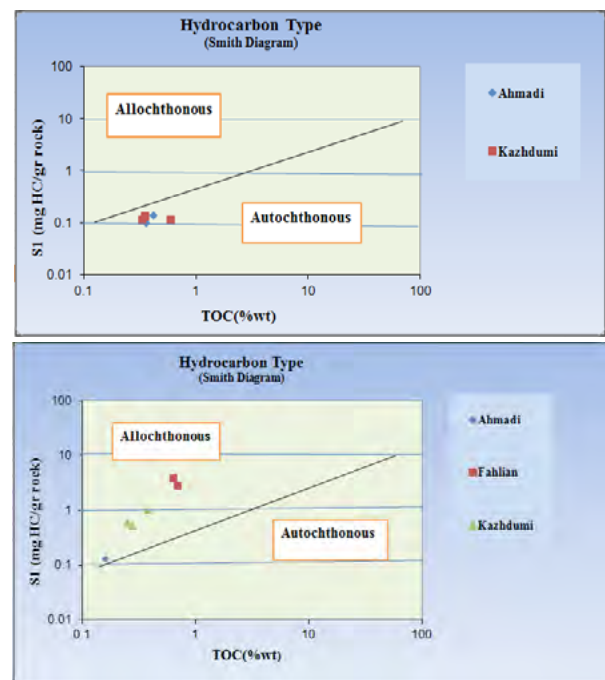 Hydrocarbon Type
(Smith Diagram)
100
10
1
0.1
0.01
S1 (mg HC/gr rock)
Allochthonous
Autochthonous
0.1 1 10 100
TOC(%wt)
Ahmadi
Kazhdumi
Hydrocarbon Type
(Smith Diagram)
100
10
1
0.1
0.01
S1 (mg HC/gr rock)
Allochthonous
Autochthonous
0.1 1 10 100
TOC(%wt)
Ahmadi
Fahlian
Kazhdumi